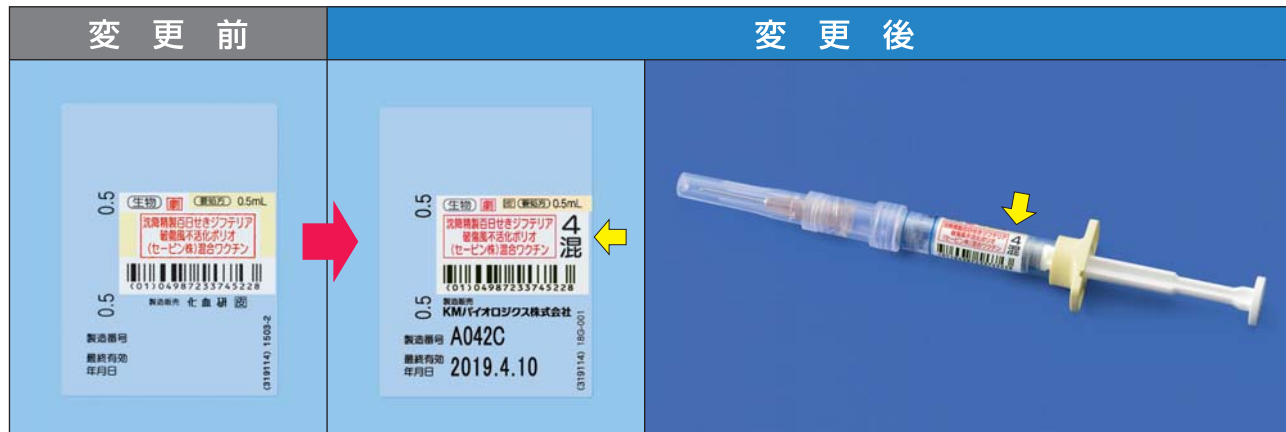 変更前
変更後
0.5
生物 劇 要処方 0.5mL
沈降精製百日せきジフテリア
破傷風不活化ポリオ
(セービン株)混合ワクチン
(01)04987233745228
0.5
製造販売 化血研
製造番号
最終有効
年月日
(319114) 1503-2
0.5
生物 劇 要処方 0.5mL
沈降精製百日せきジフテリア
破傷風不活化ポリオ
(セービン株)混合ワクチン
4
混
(01)04987233745228
0.5
製造販売
KMバイオロジクス株式会社
製造番号 A042C
最終有効
年月日 2019.4.10
(319114) 18G-001
4
混